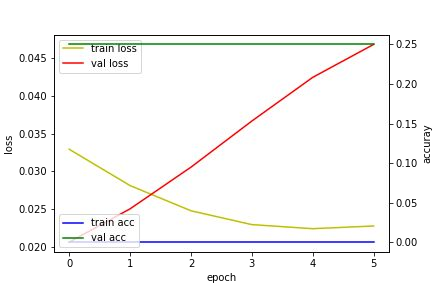 train loss
val loss
train acc
val acc
0.045
0.040
0.035
0.030
0.025
0.020
loss
0.25
0.20
0.15
0.10
0.05
0.00
accuray
0 1 2 3 4 5
epoch